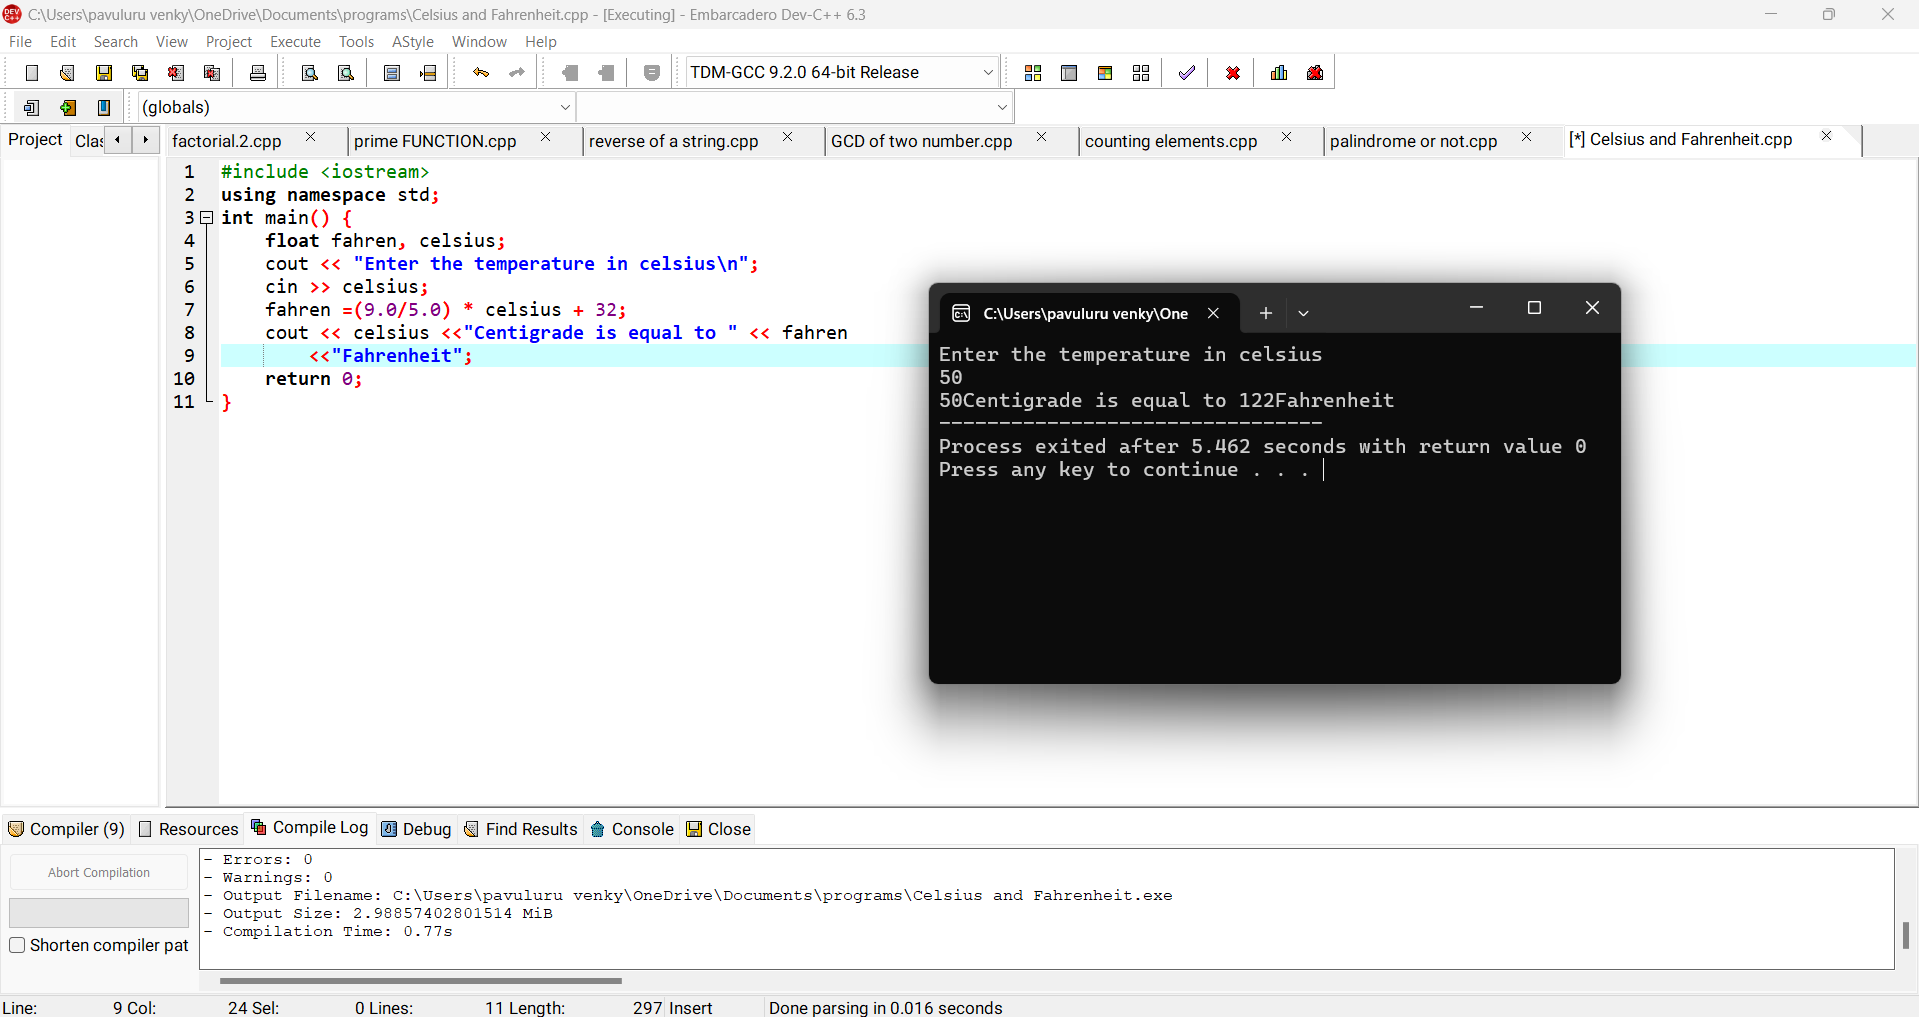 C:\Users\pavuluru venky\OneDrive\Documents\programs\Celsius and Fahrenheit.cpp - [Executing] - Embarcadero Dev-C++ 6.3
File Edit Search View Project Execute Tools AStyle Window Help
TDM-GCC 9.2.0 64-bit Release
(globals)
Project Clas factorial.2.cpp prime FUNCTION.cpp reverse of a string.cpp GCD of two number.cpp counting elements.cpp palindrome or not.cpp [*] Celsius and Fahrenheit.cpp
1 #include <iostream>
2 using namespace std;
3 int main() {
4 float fahren, celsius;
5 cout << "Enter the temperature in celsius\n";
6 cin >> celsius;
7 fahren =(9.0/5.0) * celsius + 32;
8 cout << celsius <<"Centigrade is equal to " << fahren
9 <<"Fahrenheit";
10 return 0;
11 }
C:\Users\pavuluru venky\One
Enter the temperature in celsius
50
50Centigrade is equal to 122Fahrenheit
--------------------------------
Process exited after 5.462 seconds with return value 0
Press any key to continue . . .
Compiler (9) Resources Compile Log Debug Find Results Console Close
Abort Compilation
Shorten compiler pat
- Errors: 0
- Warnings: 0
- Output Filename: C:\Users\pavuluru venky\OneDrive\Documents\programs\Celsius and Fahrenheit.exe
- Output Size: 2.98857402801514 MiB
- Compilation Time: 0.77s
Line: 9 Col: 24 Sel: 0 Lines: 11 Length: 297 Insert Done parsing in 0.016 seconds